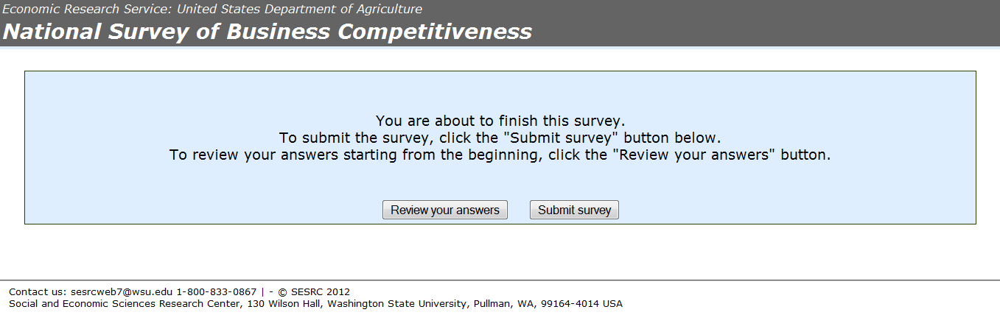 Economic Research Service: United States Department of Agriculture
National Survey of Business Competitiveness
You are about to finish this survey.
To submit the survey, click the "Submit survey" button below.
To review your answers starting from the beginning, click the "Review your answers" button.
Review your answers Submit survey
Contact us: sesrcweb7@wsu.edu 1-800-833-0867 | - © SESRC 2012
Social and Economic Sciences Research Center, 130 Wilson Hall, Washington State University, Pullman, WA, 99164-4014 USA